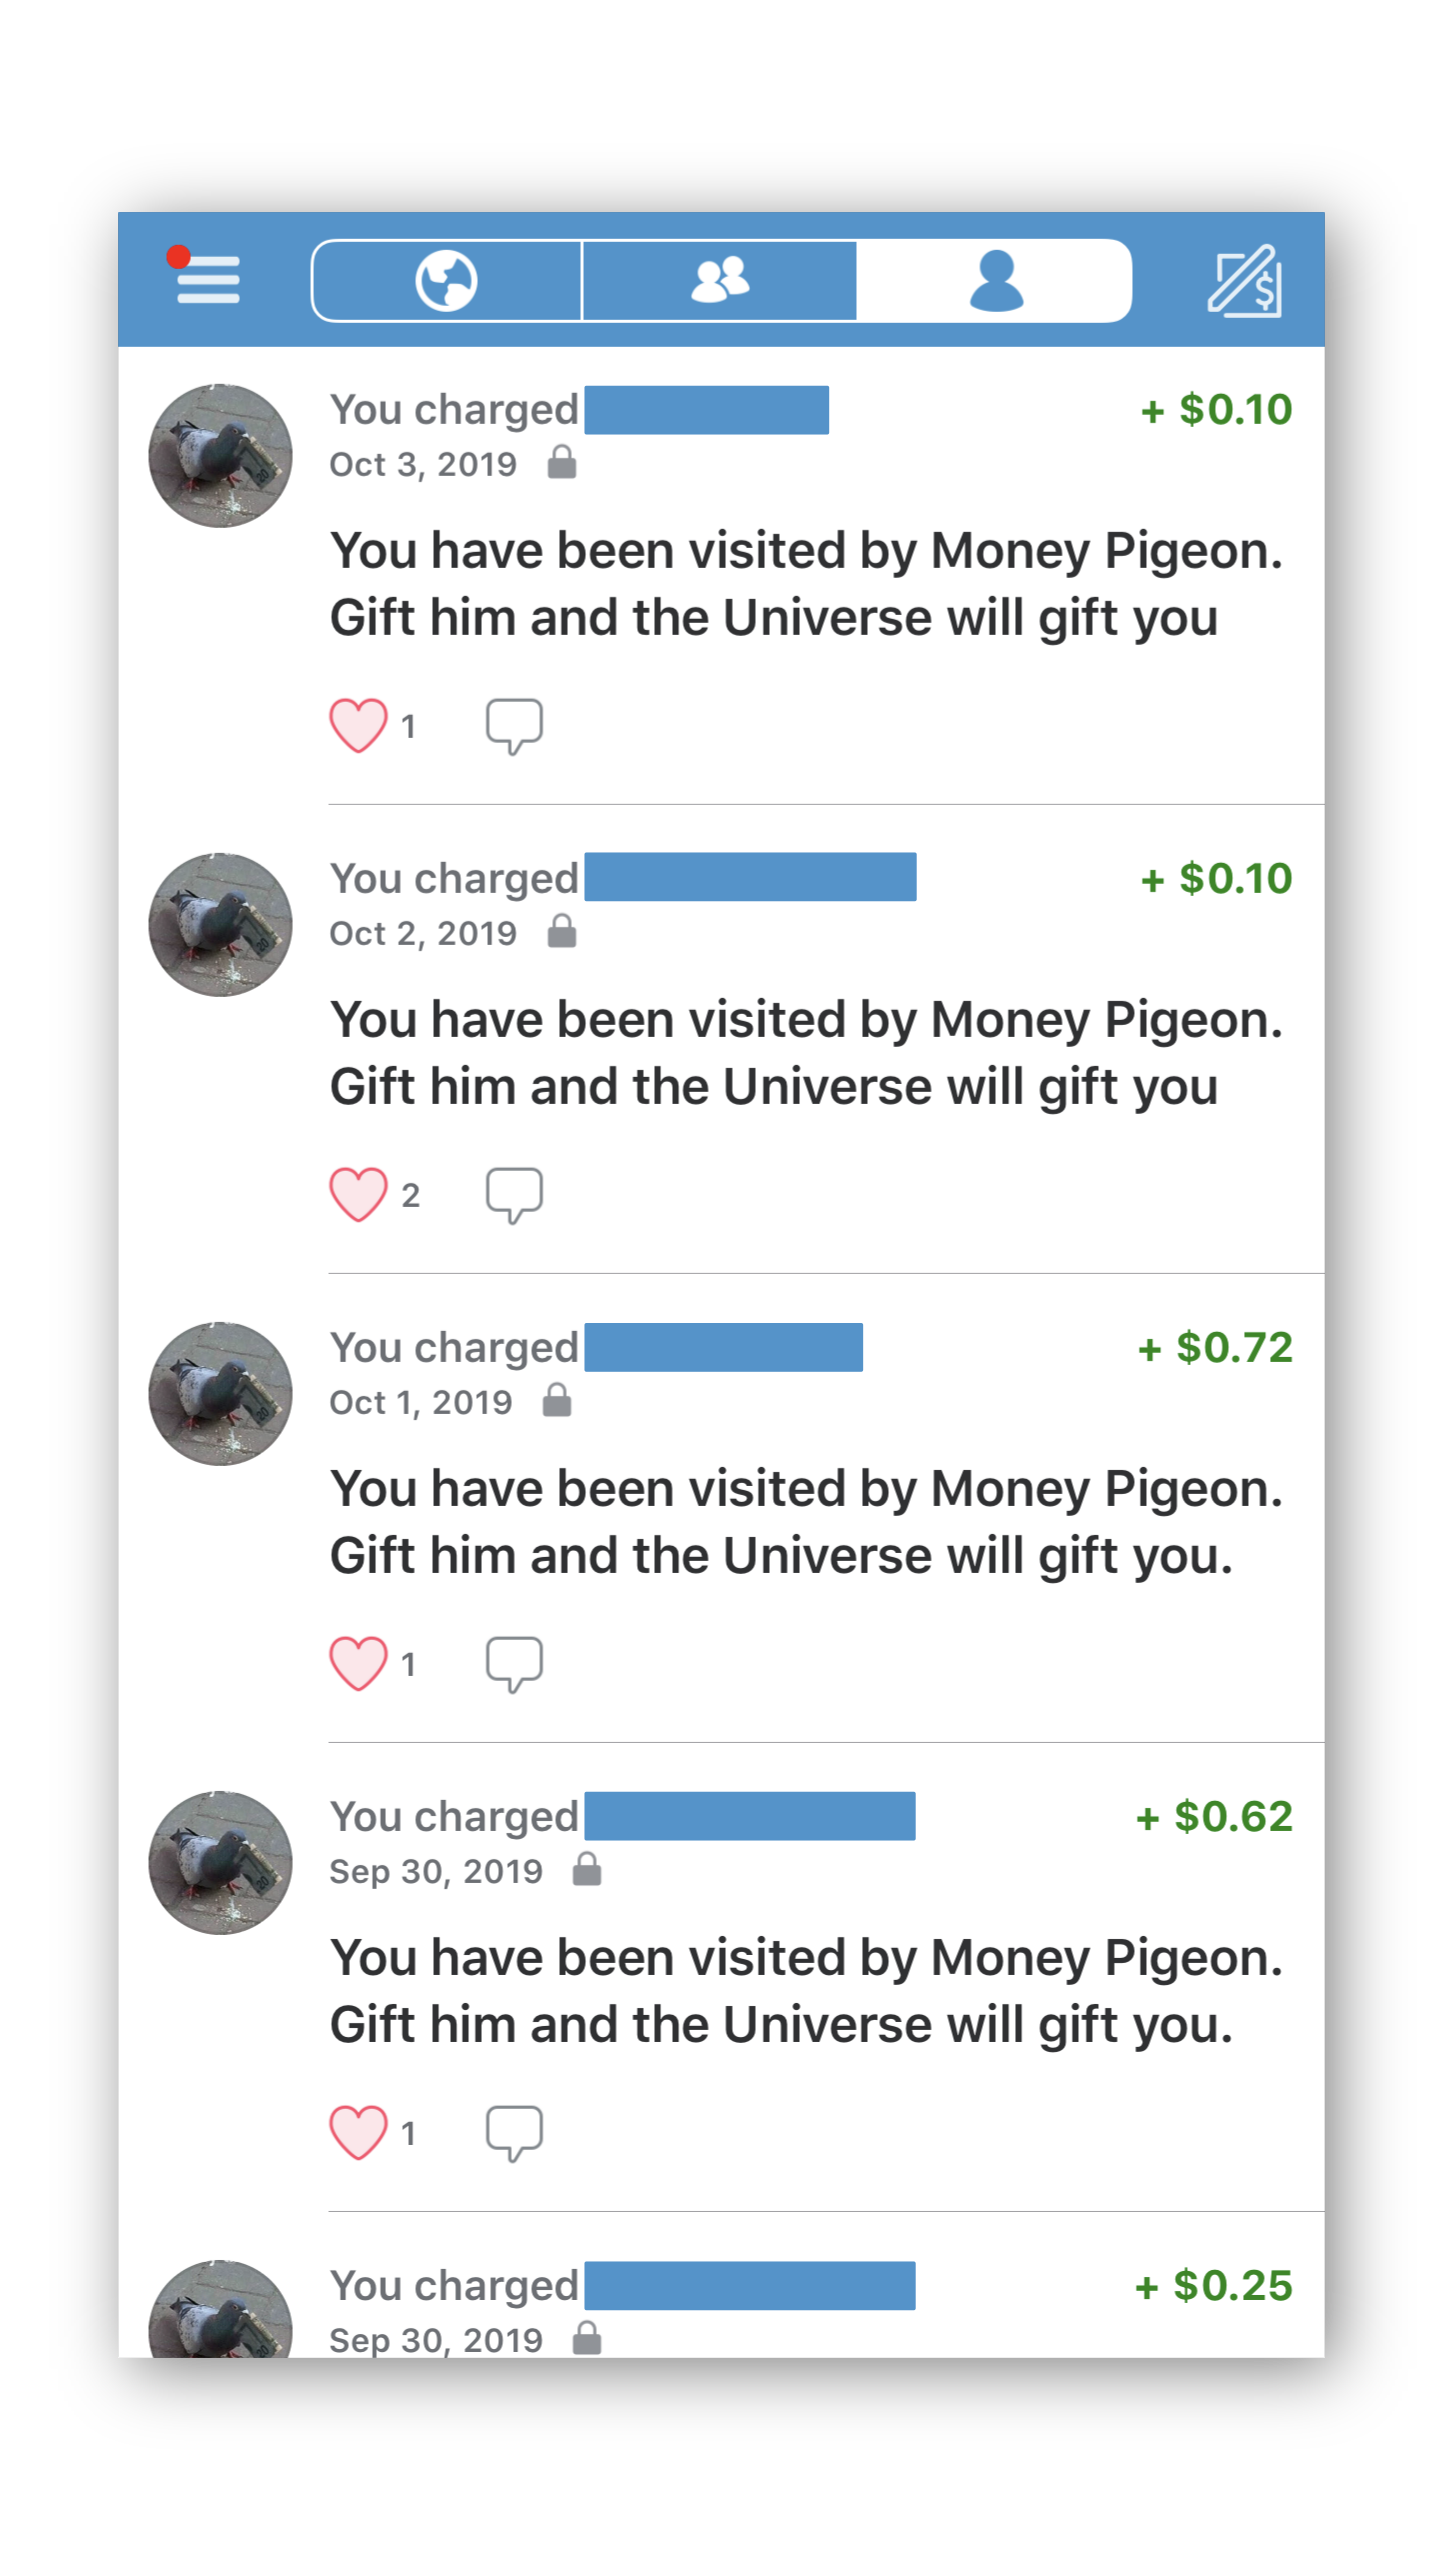 You charged
+ $0.10
Oct 3, 2019
You have been visited by Money Pigeon.
Gift him and the Universe will gift you
1
You charged
+ $0.10
Oct 2, 2019
You have been visited by Money Pigeon.
Gift him and the Universe will gift you
2
You charged
+ $0.72
Oct 1, 2019
You have been visited by Money Pigeon.
Gift him and the Universe will gift you.
1
You charged
+ $0.62
Sep 30, 2019
You have been visited by Money Pigeon.
Gift him and the Universe will gift you.
1
You charged
+ $0.25
Sep 30, 2019